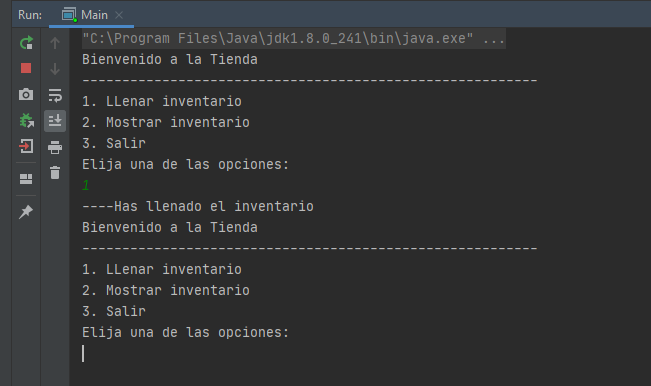 Run: Main
"C:\Program Files\Java\jdk1.8.0_241\bin\java.exe" ...
Bienvenido a la Tienda
---------------------------------------------------------
1. LLenar inventario
2. Mostrar inventario
3. Salir
Elija una de las opciones:
1
----Has llenado el inventario
Bienvenido a la Tienda
---------------------------------------------------------
1. LLenar inventario
2. Mostrar inventario
3. Salir
Elija una de las opciones: